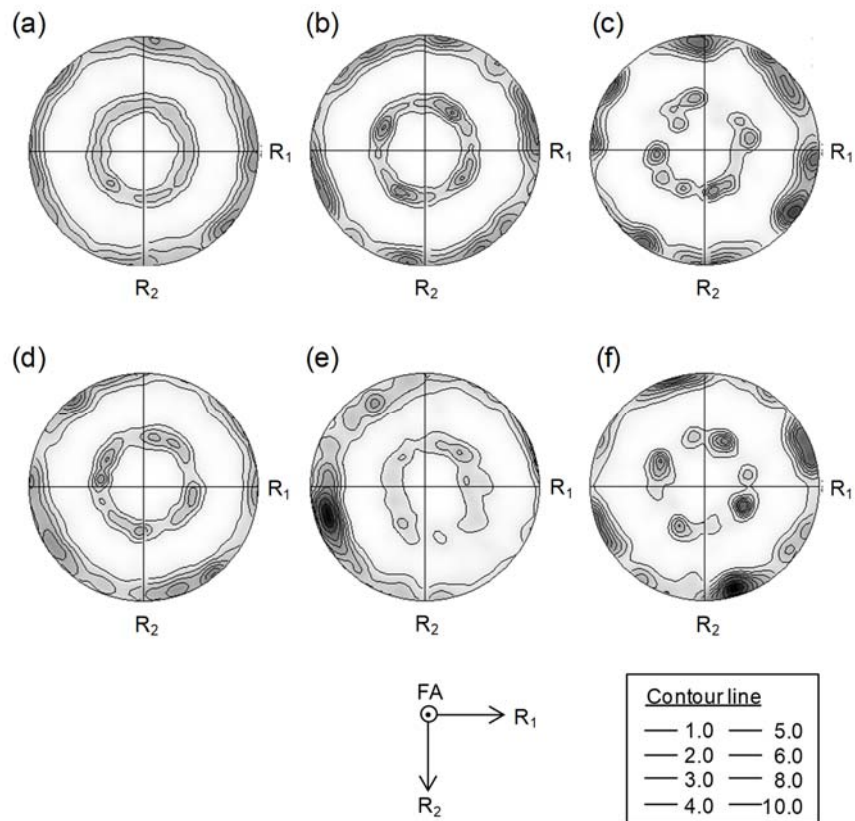 (a) (b) (c)
R₁ R₁ R₁
R₂ R₂ R₂
(d) (e) (f)
R₁ R₁ R₁
R₂ R₂ R₂
FA
R₁
R₂
Contour line
1.0 5.0
2.0 6.0
3.0 8.0
4.0 10.0